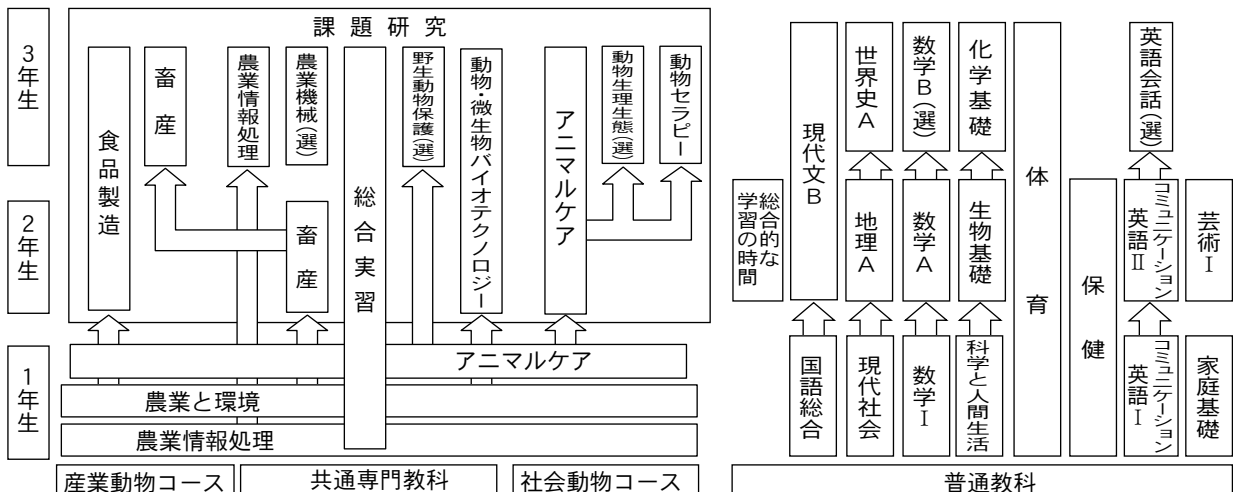 3年生
2年生
1年生
課題研究
食品製造
畜産
農業情報処理
農業機械(選)
畜産
総合実習
野生動物保護(選)
動物・微生物バイオテクノロジー
アニマルケア
動物生理生態(選)
動物セラピー
アニマルケア
農業と環境
農業情報処理
産業動物コース
共通専門教科
社会動物コース
総合的な
学習の時間
現代文B
国語総合
世界史A
地理A
現代社会
数学B(選)
数学A
数学Ⅰ
化学基礎
生物基礎
科学と人間生活
体育
保健
英語会話(選)
コミュニケーション
英語Ⅱ
コミュニケーション
英語Ⅰ
芸術Ⅰ
家庭基礎
普通教科